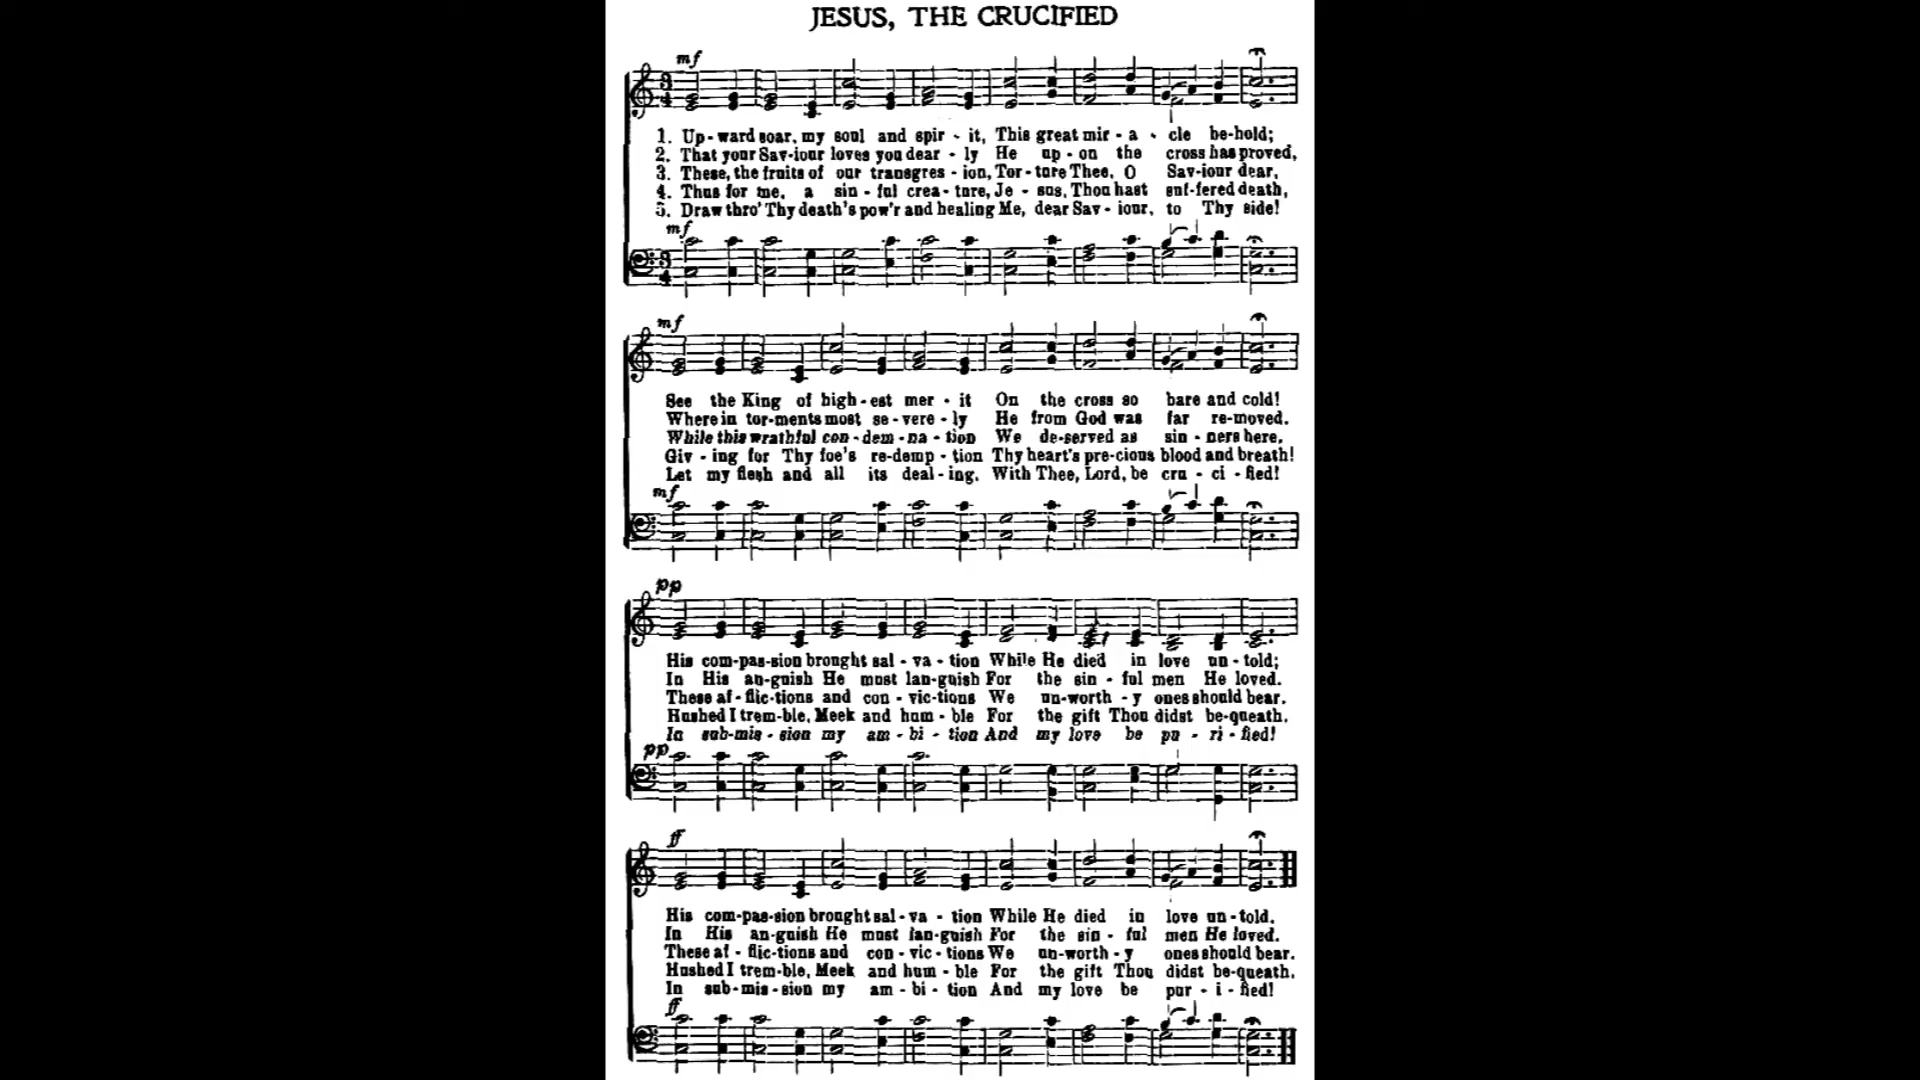 JESUS, THE CRUCIFIED
mf
1. Up-ward soar, my soul and spir-it, This great mir-a-cle be-hold;
2. That your Sav-iour loves you dear-ly He up-on the cross has proved,
3. These, the fruits of our transgres-ion, Tor-ture Thee, O Sav-iour dear,
4. Thus for me, a sin-ful crea-ture, Je-sus, Thou hast suf-fered death,
5. Draw thro' Thy death's pow'r and healing Me, dear Sav-iour, to Thy side!
mf
mf
See the King of high-est mer-it On the cross so bare and cold!
Where in tor-ments most se-vere-ly He from God was far re-moved.
While this wrathful con-dem-na-tion We de-served as sin-ners here,
Giv-ing for Thy foe's re-demp-tion Thy heart's pre-cious blood and breath!
Let my flesh and all its deal-ing, With Thee, Lord, be cru-ci-fied!
mf
pp
His com-pas-sion brought sal-va-tion While He died in love un-told;
In His an-guish He must lan-guish For the sin-ful men He loved.
These af-flic-tions and con-vic-tions We un-worth-y ones should bear.
Hushed I trem-ble, Meek and hum-ble For the gift Thou didst be-queath.
In sub-mis-sion my am-bi-tion And my love be pu-ri-fied!
pp
ff
His com-pas-sion brought sal-va-tion While He died in love un-told.
In His an-guish He must lan-guish For the sin-ful men He loved.
These af-flic-tions and con-vic-tions We un-worth-y ones should bear.
Hushed I trem-ble, Meek and hum-ble For the gift Thou didst be-queath.
In sub-mis-sion my am-bi-tion And my love be pur-i-fied!
ff